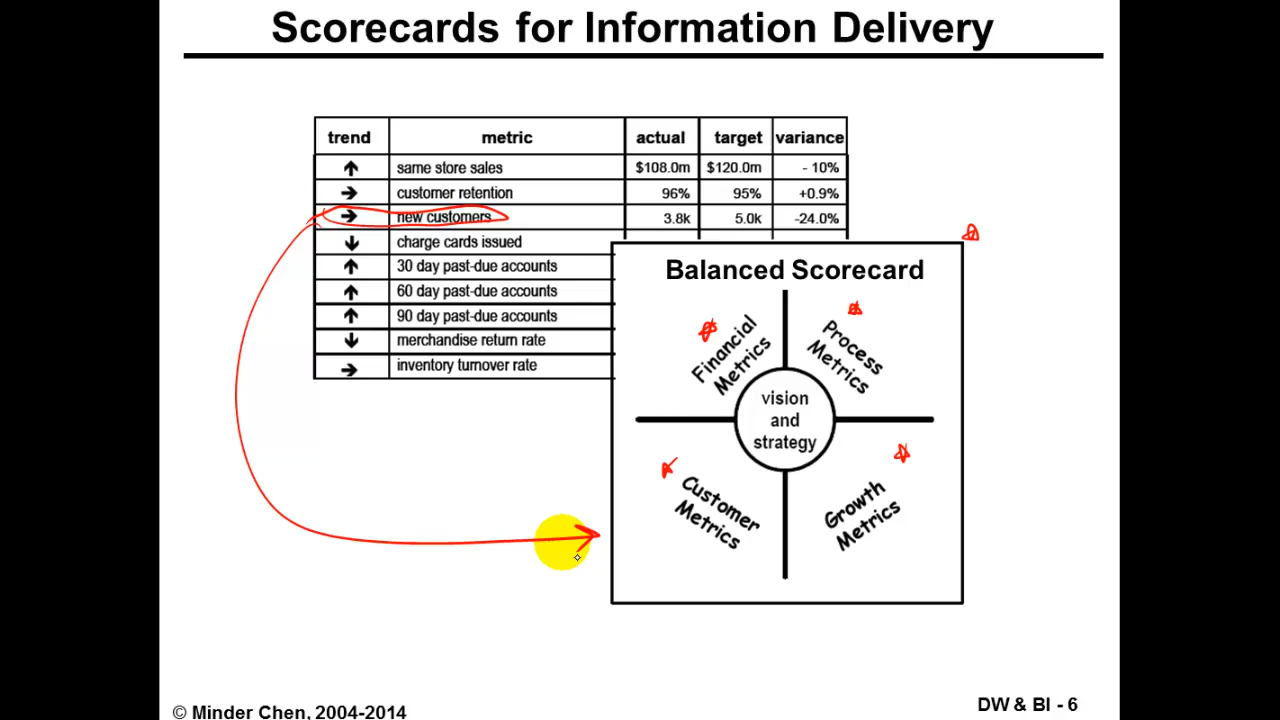 Scorecards for Information Delivery
trend metric actual target variance
↑ same store sales $108.0m $120.0m - 10%
→ customer retention 96% 95% +0.9%
→ new customers 3.8k 5.0k -24.0%
↓ charge cards issued
↑ 30 day past-due accounts
↑ 60 day past-due accounts
↑ 90 day past-due accounts
↓ merchandise return rate
→ inventory turnover rate
Balanced Scorecard
Financial
Metrics
Process
Metrics
vision
and
strategy
Customer
Metrics
Growth
Metrics
© Minder Chen, 2004-2014
DW & BI - 6